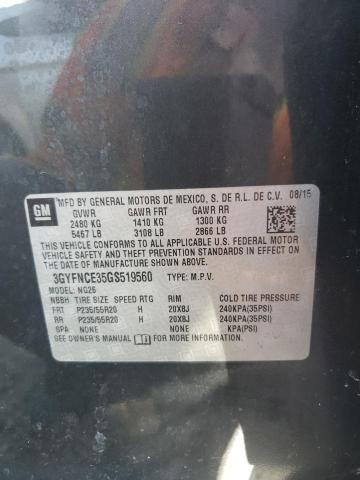 GM
MFD BY GENERAL MOTORS DE MEXICO, S. DE R.L. DE C.V. 08/15
GVWR GAWR FRT GAWR RR
2480 KG 1410 KG 1300 KG
5467 LB 3108 LB 2866 LB
THIS VEHICLE CONFORMS TO ALL APPLICABLE U.S. FEDERAL MOTOR
VEHICLE SAFETY, BUMPER, AND THEFT PREVENTION STANDARDS IN EFFECT
ON THE DATE OF MANUFACTURE SHOWN ABOVE.
3GYFNCE35GS519560 TYPE: M.P.V.
MODEL: NG26
NBBH TIRE SIZE SPEED RTG RIM COLD TIRE PRESSURE
FRT P235/55R20 H 20X8J 240KPA(35PSI)
RR P235/55R20 H 20X8J 240KPA(35PSI)
SPA NONE NONE KPA(PSI)
SEE OWNER'S MANUAL FOR MORE INFORMATION.